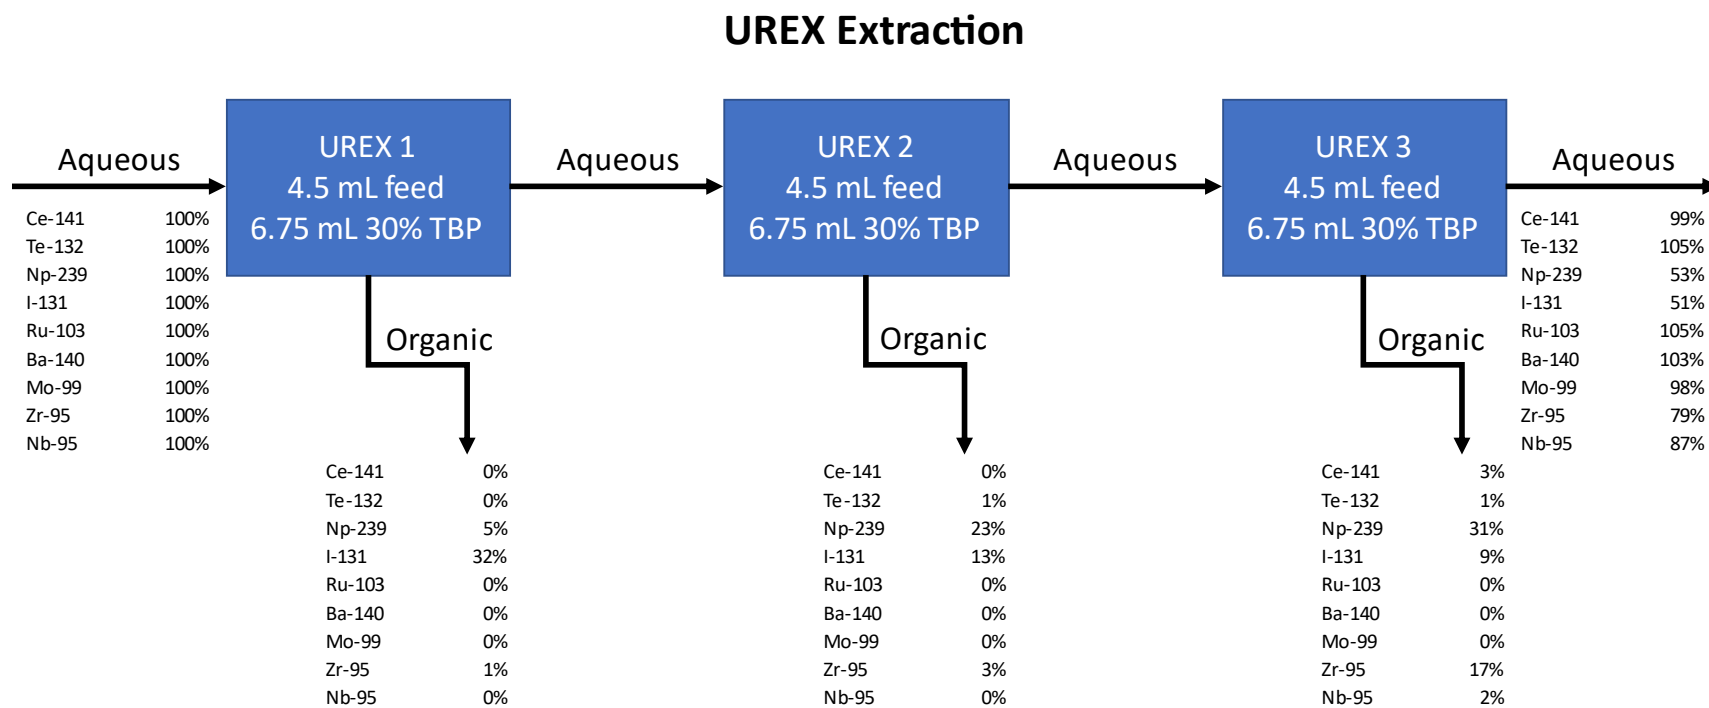 UREX Extraction
Aqueous
UREX 1
4.5 mL feed
6.75 mL 30% TBP
Aqueous
UREX 2
4.5 mL feed
6.75 mL 30% TBP
Aqueous
UREX 3
4.5 mL feed
6.75 mL 30% TBP
Aqueous
Ce-141 100%
Te-132 100%
Np-239 100%
I-131 100%
Ru-103 100%
Ba-140 100%
Mo-99 100%
Zr-95 100%
Nb-95 100%
Organic
Ce-141 0%
Te-132 0%
Np-239 5%
I-131 32%
Ru-103 0%
Ba-140 0%
Mo-99 0%
Zr-95 1%
Nb-95 0%
Organic
Ce-141 0%
Te-132 1%
Np-239 23%
I-131 13%
Ru-103 0%
Ba-140 0%
Mo-99 0%
Zr-95 3%
Nb-95 0%
Organic
Ce-141 3%
Te-132 1%
Np-239 31%
I-131 9%
Ru-103 0%
Ba-140 0%
Mo-99 0%
Zr-95 17%
Nb-95 2%
Ce-141 99%
Te-132 105%
Np-239 53%
I-131 51%
Ru-103 105%
Ba-140 103%
Mo-99 98%
Zr-95 79%
Nb-95 87%